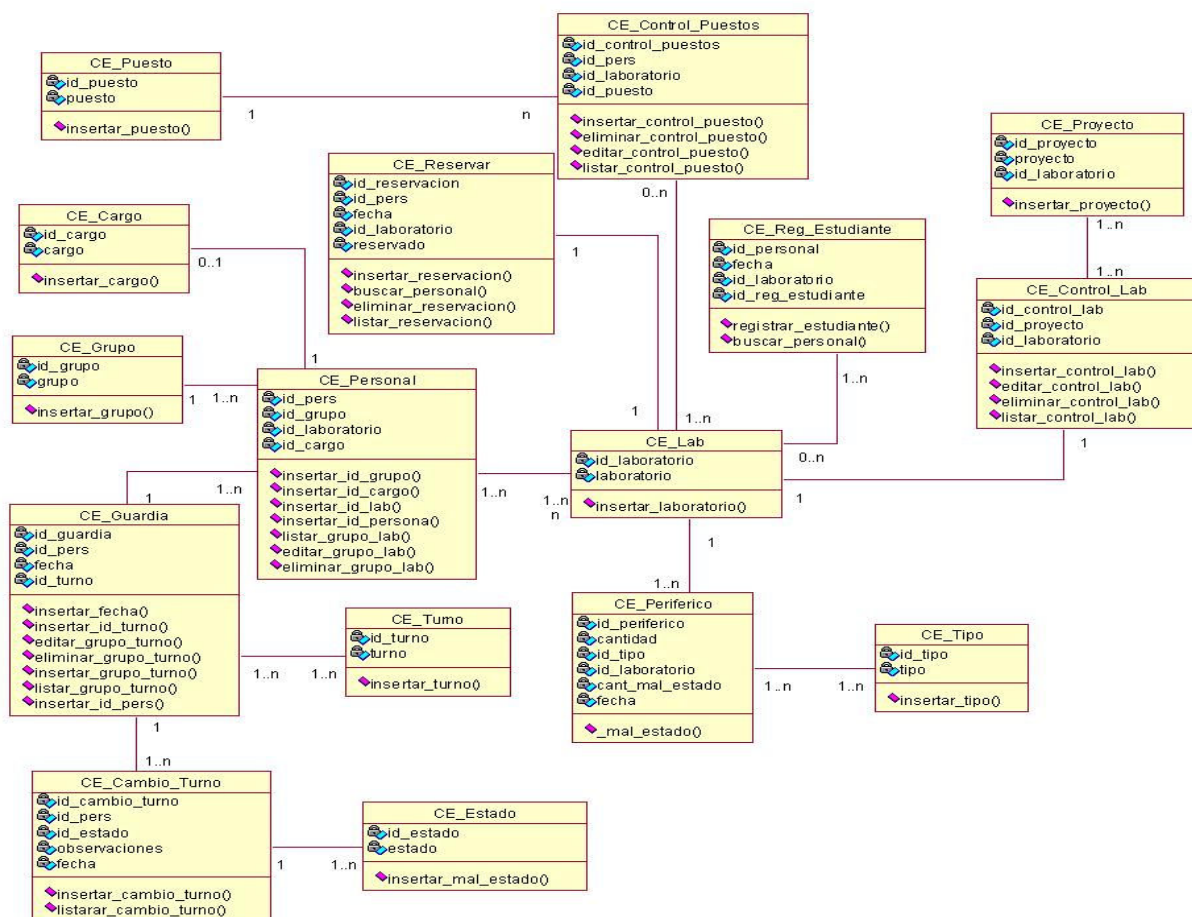 CE_Control_Puestos
id_control_puestos
id_pers
id_laboratorio
id_puesto
insertar_control_puesto()
eliminar_control_puesto()
editar_control_puesto()
listar_control_puesto()
CE_Puesto
id_puesto
puesto
insertar_puesto()
1
n
0..n
CE_Proyecto
id_proyecto
proyecto
id_laboratorio
insertar_proyecto()
1..n
1..n
CE_Reservar
id_reservacion
id_pers
fecha
id_laboratorio
reservado
insertar_reservacion()
buscar_personal()
eliminar_reservacion()
listar_reservacion()
1
1
CE_Cargo
id_cargo
cargo
insertar_cargo()
0..1
1
CE_Reg_Estudiante
id_personal
fecha
id_laboratorio
id_reg_estudiante
registrar_estudiante()
buscar_personal()
1..n
0..n
CE_Control_Lab
id_control_lab
id_proyecto
id_laboratorio
insertar_control_lab()
editar_control_lab()
eliminar_control_lab()
listar_control_lab()
1
1
CE_Grupo
id_grupo
grupo
insertar_grupo()
1
1..n
CE_Personal
id_pers
id_grupo
id_laboratorio
id_cargo
insertar_id_grupo()
insertar_id_cargo()
insertar_id_lab()
insertar_id_persona()
listar_grupo_lab()
editar_grupo_lab()
eliminar_grupo_lab()
1..n
1..n
n
1..n
CE_Lab
id_laboratorio
laboratorio
insertar_laboratorio()
1
1..n
1
1..n
CE_Guardia
id_guardia
id_pers
fecha
id_turno
insertar_fecha()
insertar_id_turno()
editar_grupo_turno()
eliminar_grupo_turno()
insertar_grupo_turno()
listar_grupo_turno()
insertar_id_pers()
1..n
1..n
CE_Turno
id_turno
turno
insertar_turno()
CE_Periferico
id_periferico
cantidad
id_tipo
id_laboratorio
cant_mal_estado
fecha
_mal_estado()
1..n
1..n
CE_Tipo
id_tipo
tipo
insertar_tipo()
1
1..n
CE_Cambio_Turno
id_cambio_turno
id_pers
id_estado
observaciones
fecha
insertar_cambio_turno()
listarar_cambio_turno()
1
1..n
CE_Estado
id_estado
estado
insertar_mal_estado()